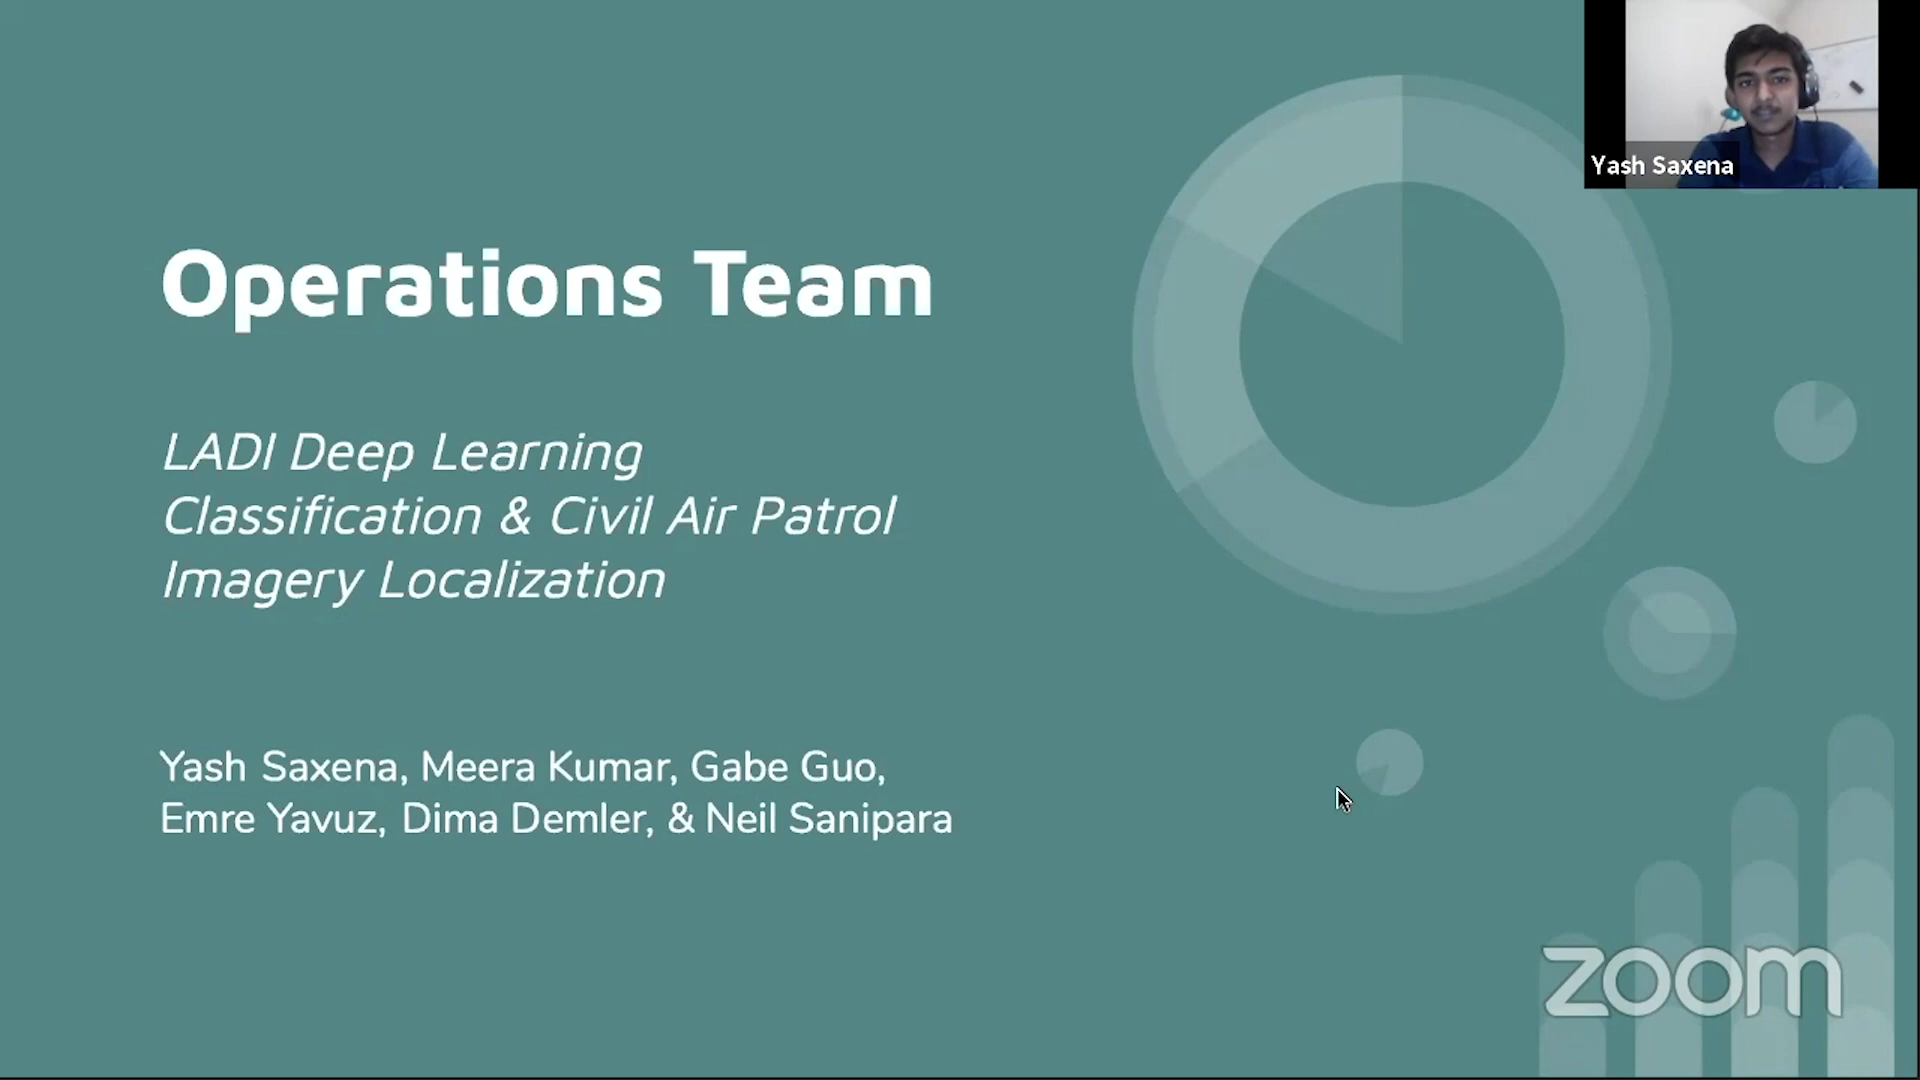 Yash Saxena
Operations Team
LADI Deep Learning
Classification & Civil Air Patrol
Imagery Localization
Yash Saxena, Meera Kumar, Gabe Guo,
Emre Yavuz, Dima Demler, & Neil Sanipara
zoom